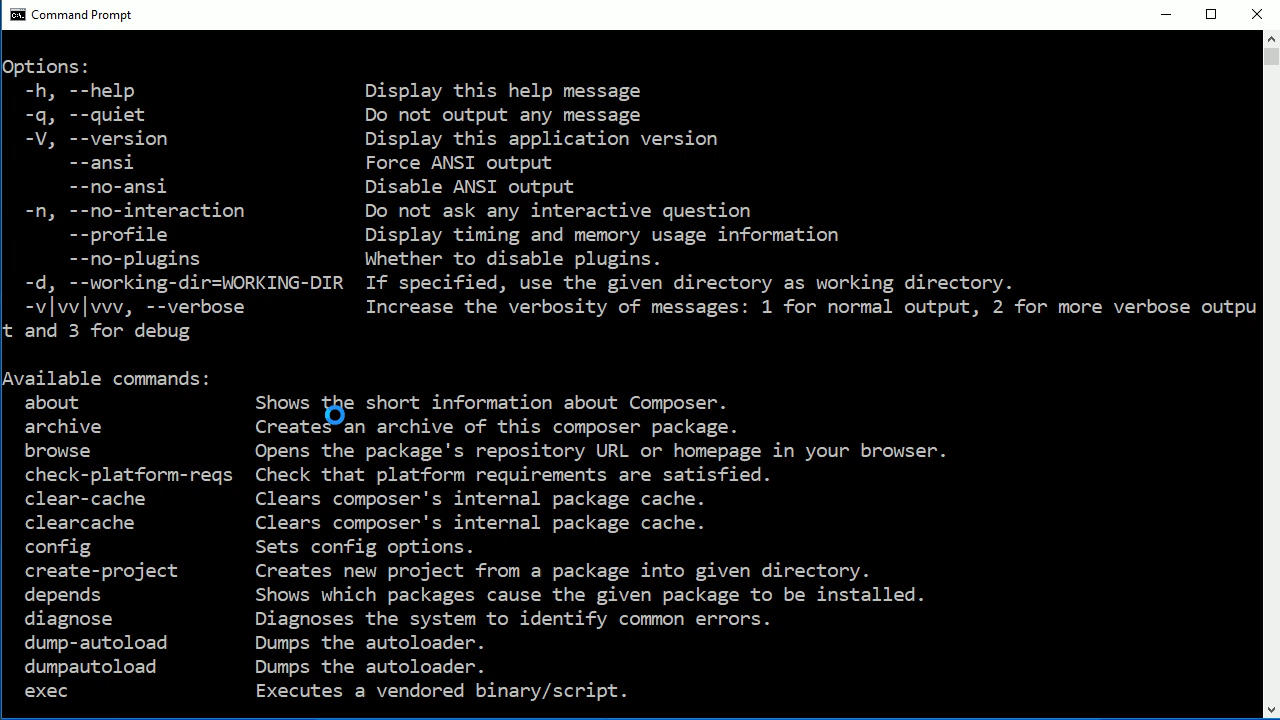 Command Prompt
Options:
-h, --help Display this help message
-q, --quiet Do not output any message
-V, --version Display this application version
--ansi Force ANSI output
--no-ansi Disable ANSI output
-n, --no-interaction Do not ask any interactive question
--profile Display timing and memory usage information
--no-plugins Whether to disable plugins.
-d, --working-dir=WORKING-DIR If specified, use the given directory as working directory.
-v|vv|vvv, --verbose Increase the verbosity of messages: 1 for normal output, 2 for more verbose outpu
t and 3 for debug
Available commands:
about Shows the short information about Composer.
archive Creates an archive of this composer package.
browse Opens the package's repository URL or homepage in your browser.
check-platform-reqs Check that platform requirements are satisfied.
clear-cache Clears composer's internal package cache.
clearcache Clears composer's internal package cache.
config Sets config options.
create-project Creates new project from a package into given directory.
depends Shows which packages cause the given package to be installed.
diagnose Diagnoses the system to identify common errors.
dump-autoload Dumps the autoloader.
dumpautoload Dumps the autoloader.
exec Executes a vendored binary/script.